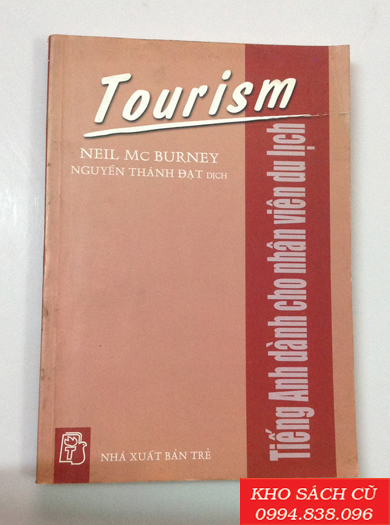 Tourism
NEIL MC BURNEY
NGUYỄN THÀNH ĐẠT DỊCH
Tiếng Anh dành cho nhân viên du lịch
NHÀ XUẤT BẢN TRẺ
KHO SÁCH CŨ
0994.838.096